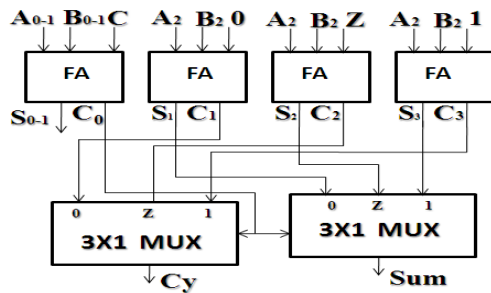 A0-1 B0-1 C A2 B2 0 A2 B2 Z A2 B2 1
FA FA FA FA
S0-1 C0 S1 C1 S2 C2 S3 C3
0 Z 1 0 Z 1
3X1 MUX 3X1 MUX
Cy Sum